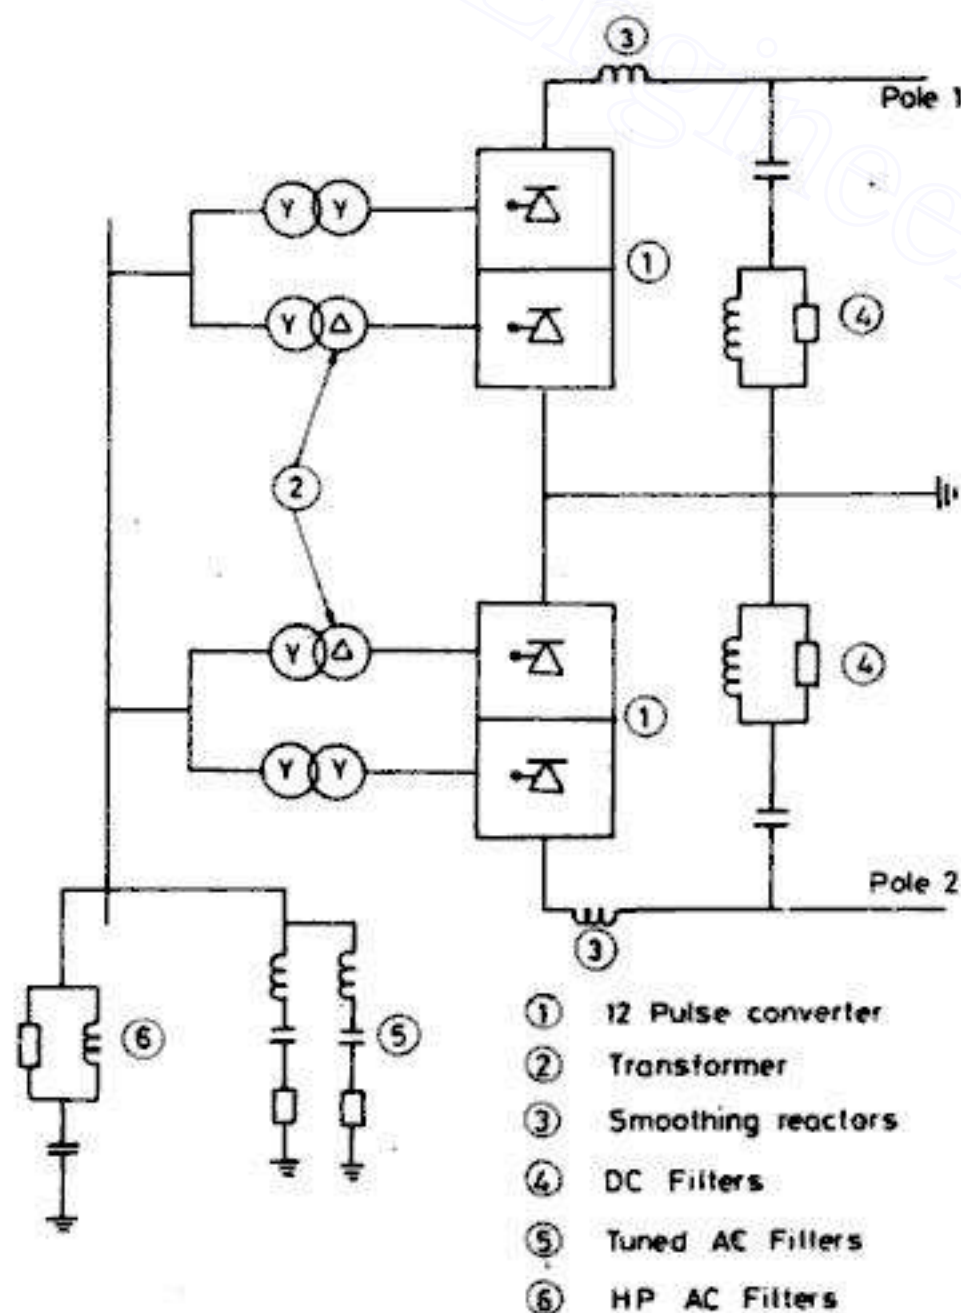 Engineer
③
Pole 1
Y Y
①
Y Δ
④
②
Y Δ
④
①
Y Y
Pole 2
③
⑥
⑤
① 12 Pulse converter
② Transformer
③ Smoothing reactors
④ DC Filters
⑤ Tuned AC Filters
⑥ HP AC Filters